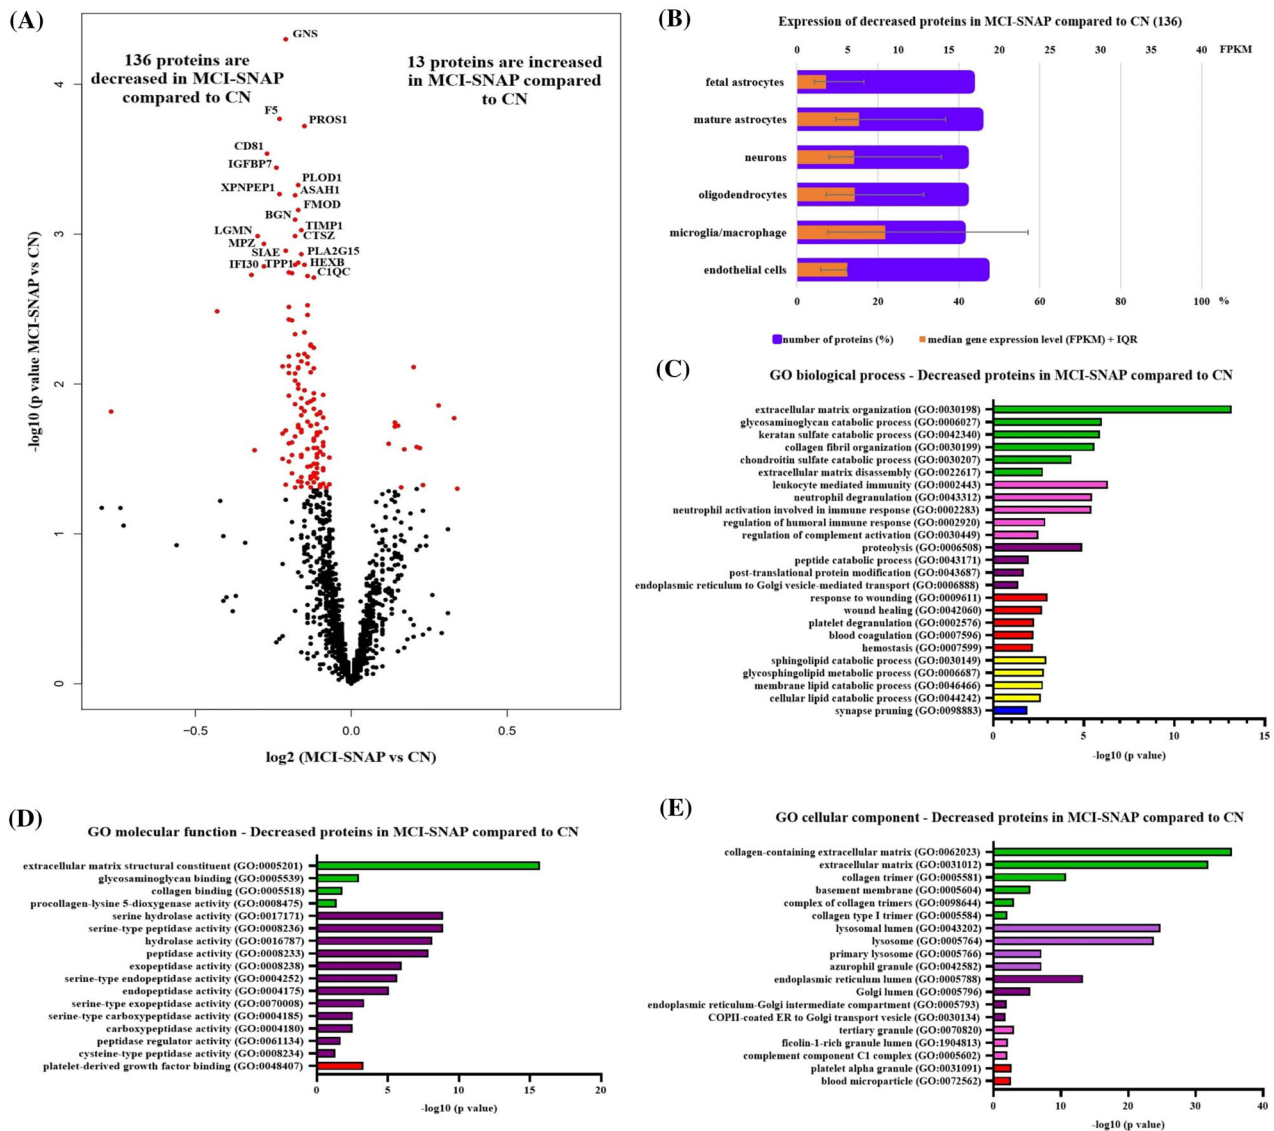 (A)
136 proteins are
decreased in MCI-SNAP
compared to CN
13 proteins are increased
in MCI-SNAP compared
to CN
GNS
F5
PROS1
CD81
IGFBP7
PLOD1
XPNPEP1
ASAH1
FMOD
BGN
TIMP1
LGMN
CTSZ
MPZ
SIAE
PLA2G15
IFI30
TPP1
HEXB
C1QC
-log10 (p value MCI-SNAP vs CN)
4
3
2
1
0
−0.5
0.0
0.5
log2 (MCI-SNAP vs CN)
(B)
Expression of decreased proteins in MCI-SNAP compared to CN (136)
0 5 10 15 20 25 30 35 40 FPKM
fetal astrocytes
mature astrocytes
neurons
oligodendrocytes
microglia/macrophage
endothelial cells
0 20 40 60 80 100 %
number of proteins (%)
median gene expression level (FPKM) + IQR
(C)
GO biological process - Decreased proteins in MCI-SNAP compared to CN
extracellular matrix organization (GO:0030198)
glycosaminoglycan catabolic process (GO:0006027)
keratan sulfate catabolic process (GO:0042340)
collagen fibril organization (GO:0030199)
chondroitin sulfate catabolic process (GO:0030207)
extracellular matrix disassembly (GO:0022617)
leukocyte mediated immunity (GO:0002443)
neutrophil degranulation (GO:0043312)
neutrophil activation involved in immune response (GO:0002283)
regulation of humoral immune response (GO:0002920)
regulation of complement activation (GO:0030449)
proteolysis (GO:0006508)
peptide catabolic process (GO:0043171)
post-translational protein modification (GO:0043687)
endoplasmic reticulum to Golgi vesicle-mediated transport (GO:0006888)
response to wounding (GO:0009611)
wound healing (GO:0042060)
platelet degranulation (GO:0002576)
blood coagulation (GO:0007596)
hemostasis (GO:0007599)
sphingolipid catabolic process (GO:0030149)
glycosphingolipid metabolic process (GO:0006687)
membrane lipid catabolic process (GO:0046466)
cellular lipid catabolic process (GO:0044242)
synapse pruning (GO:0098883)
0 5 10 15
-log10 (p value)
(D)
GO molecular function - Decreased proteins in MCI-SNAP compared to CN
extracellular matrix structural constituent (GO:0005201)
glycosaminoglycan binding (GO:0005539)
collagen binding (GO:0005518)
procollagen-lysine 5-dioxygenase activity (GO:0008475)
serine hydrolase activity (GO:0017171)
serine-type peptidase activity (GO:0008236)
hydrolase activity (GO:0016787)
peptidase activity (GO:0008233)
exopeptidase activity (GO:0008238)
serine-type endopeptidase activity (GO:0004252)
endopeptidase activity (GO:0004175)
serine-type exopeptidase activity (GO:0070008)
serine-type carboxypeptidase activity (GO:0004185)
carboxypeptidase activity (GO:0004180)
peptidase regulator activity (GO:0061134)
cysteine-type peptidase activity (GO:0008234)
platelet-derived growth factor binding (GO:0048407)
0 5 10 15 20
-log10 (p value)
(E)
GO cellular component - Decreased proteins in MCI-SNAP compared to CN
collagen-containing extracellular matrix (GO:0062023)
extracellular matrix (GO:0031012)
collagen trimer (GO:0005581)
basement membrane (GO:0005604)
complex of collagen trimers (GO:0098644)
collagen type I trimer (GO:0005584)
lysosomal lumen (GO:0043202)
lysosome (GO:0005764)
primary lysosome (GO:0005766)
azurophil granule (GO:0042582)
endoplasmic reticulum lumen (GO:0005788)
Golgi lumen (GO:0005796)
endoplasmic reticulum-Golgi intermediate compartment (GO:0005793)
COPII-coated ER to Golgi transport vesicle (GO:0030134)
tertiary granule (GO:0070820)
ficolin-1-rich granule lumen (GO:1904813)
complement component C1 complex (GO:0005602)
platelet alpha granule (GO:0031091)
blood microparticle (GO:0072562)
0 10 20 30 40
-log10 (p value)